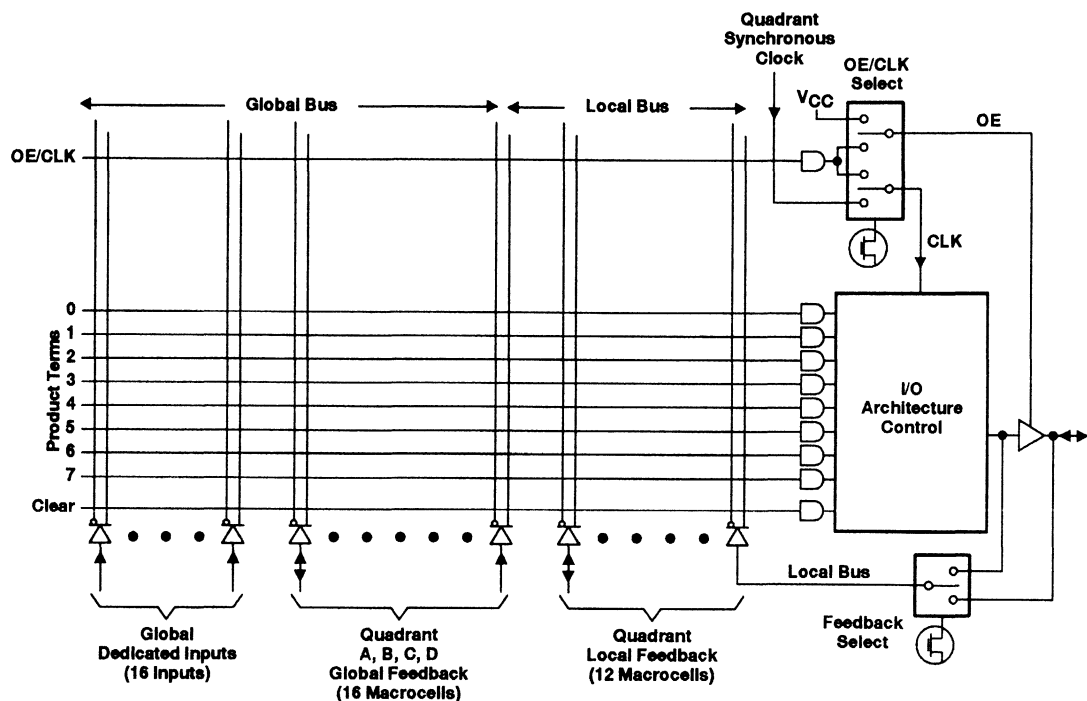 Quadrant
Synchronous
Clock
OE/CLK
Select
VCC
OE
Global Bus
Local Bus
OE/CLK
CLK
Product Terms
0
1
2
3
4
5
6
7
Clear
I/O
Architecture
Control
Local Bus
Feedback
Select
Global
Dedicated Inputs
(16 Inputs)
Quadrant
A, B, C, D
Global Feedback
(16 Macrocells)
Quadrant
Local Feedback
(12 Macrocells)